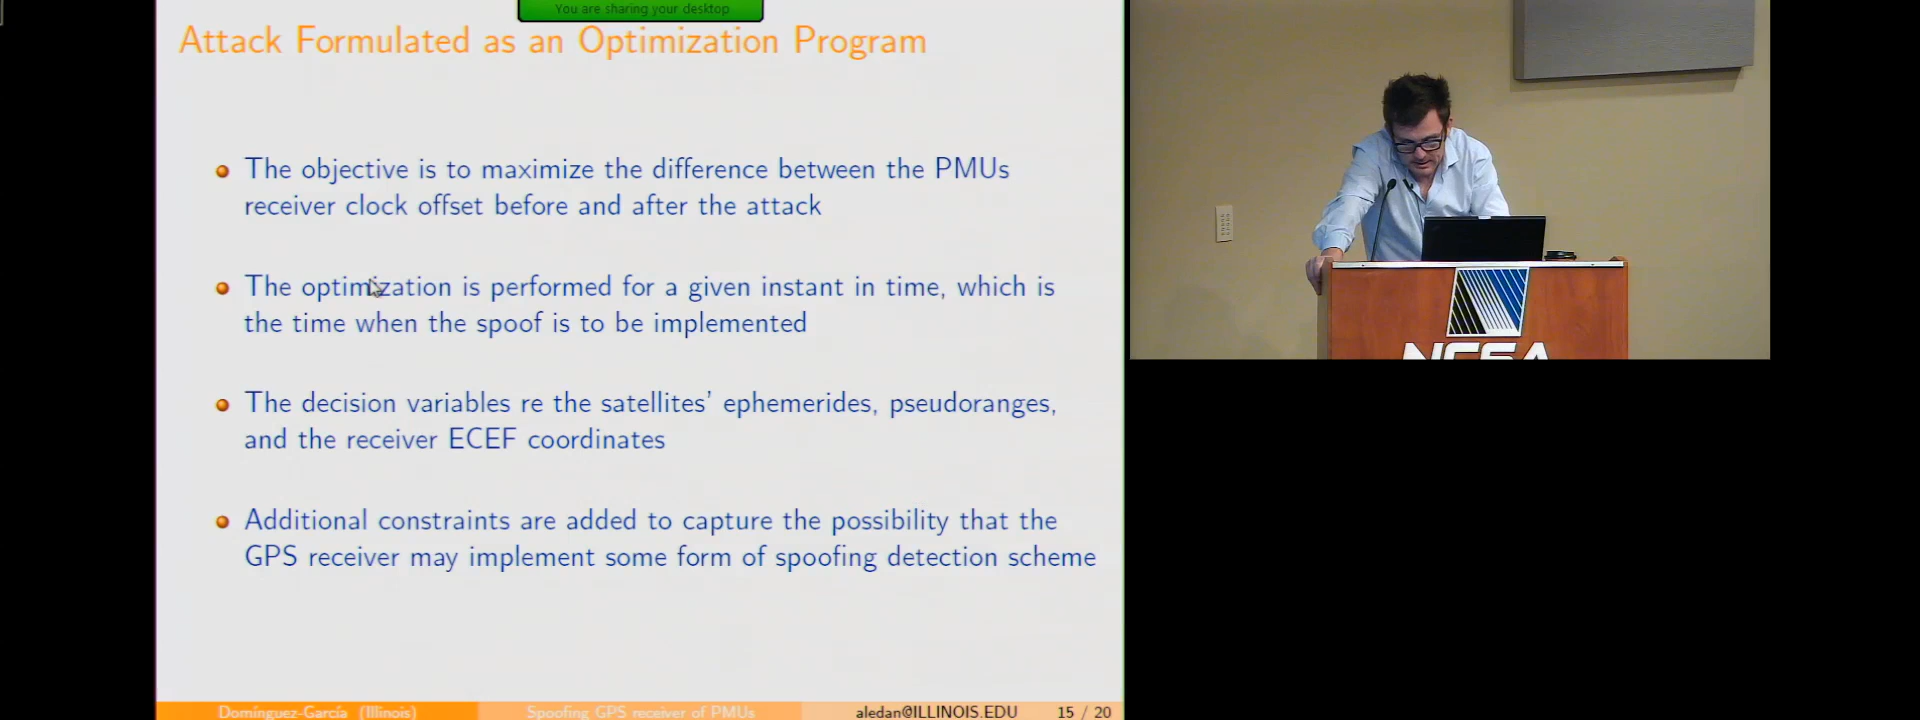 You are sharing your desktop
Attack Formulated as an Optimization Program
The objective is to maximize the difference between the PMUs
receiver clock offset before and after the attack
The optimization is performed for a given instant in time, which is
the time when the spoof is to be implemented
The decision variables re the satellites' ephemerides, pseudoranges,
and the receiver ECEF coordinates
Additional constraints are added to capture the possibility that the
GPS receiver may implement some form of spoofing detection scheme
Domínguez-García (Illinois)
Spoofing GPS receiver of PMUs
aledan@ILLINOIS.EDU
15 / 20
NCSA